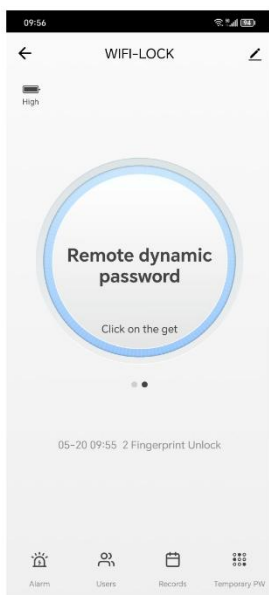 09:56
94
WIFI-LOCK
High
Remote dynamic
password
Click on the get
05-20 09:55 2 Fingerprint Unlock
Alarm Users Records Temporary PW